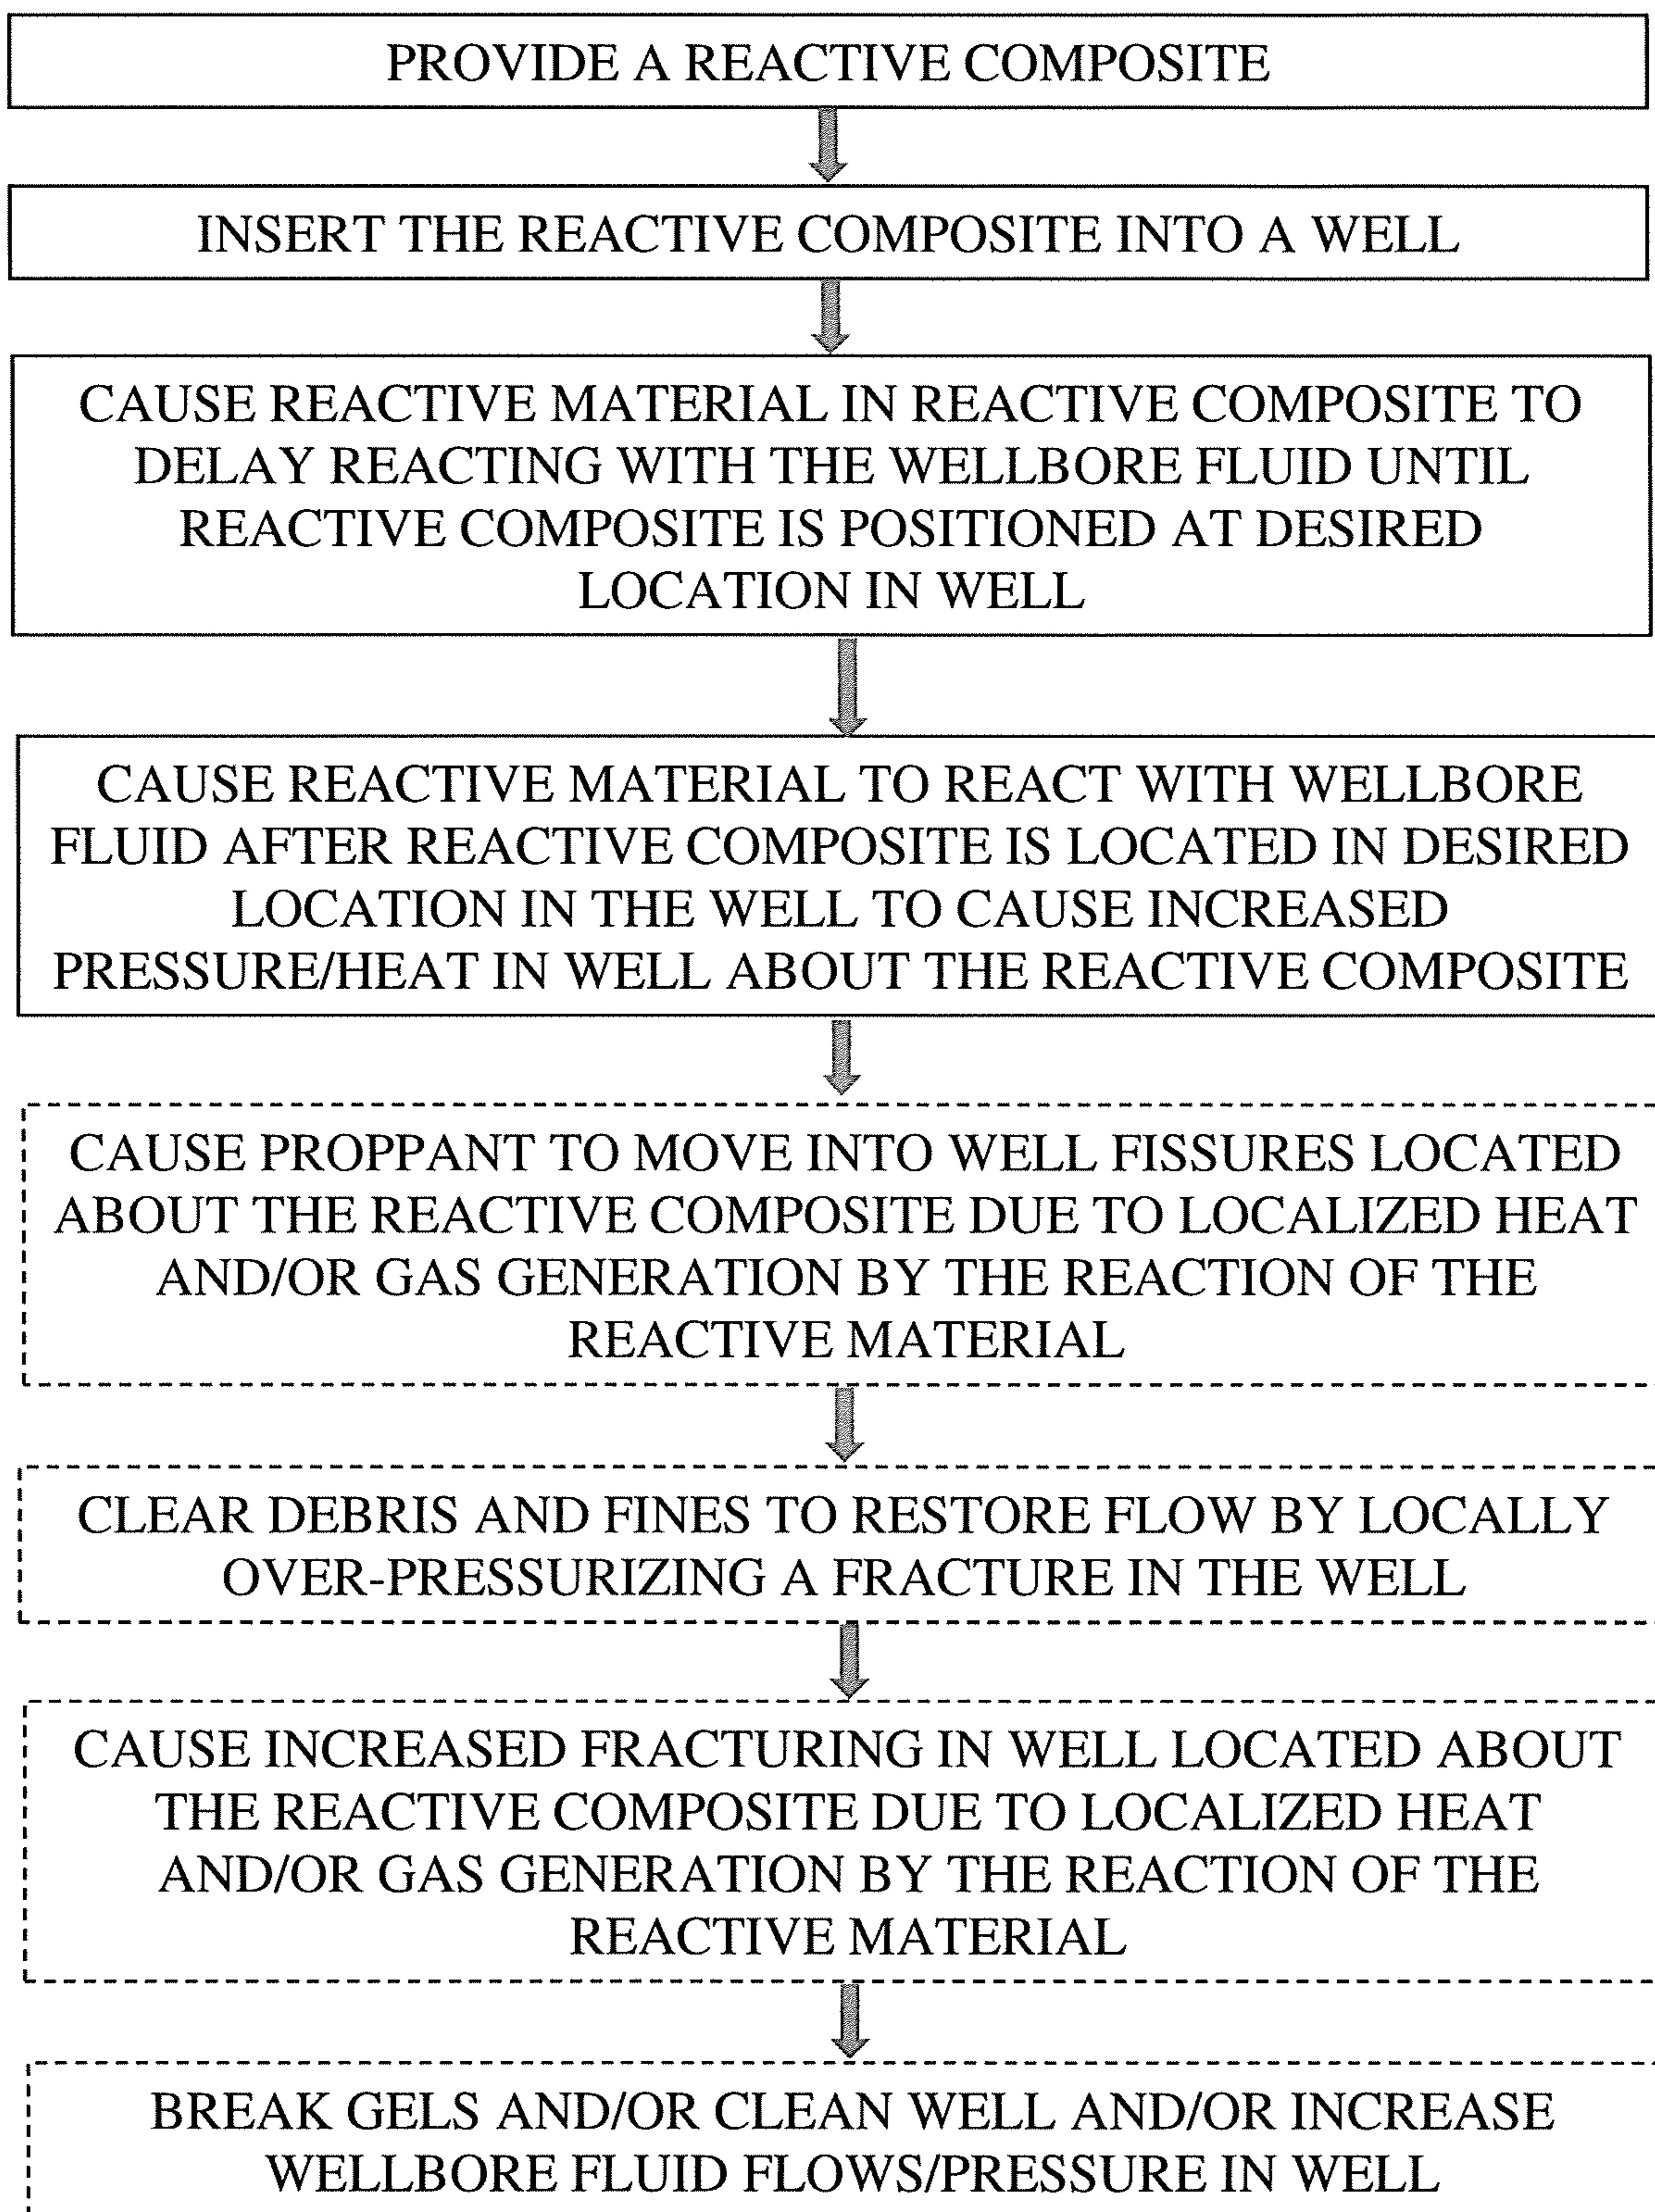 PROVIDE A REACTIVE COMPOSITE
INSERT THE REACTIVE COMPOSITE INTO A WELL
CAUSE REACTIVE MATERIAL IN REACTIVE COMPOSITE TO
DELAY REACTING WITH THE WELLBORE FLUID UNTIL
REACTIVE COMPOSITE IS POSITIONED AT DESIRED
LOCATION IN WELL
CAUSE REACTIVE MATERIAL TO REACT WITH WELLBORE
FLUID AFTER REACTIVE COMPOSITE IS LOCATED IN DESIRED
LOCATION IN THE WELL TO CAUSE INCREASED
PRESSURE/HEAT IN WELL ABOUT THE REACTIVE COMPOSITE
CAUSE PROPPANT TO MOVE INTO WELL FISSURES LOCATED
ABOUT THE REACTIVE COMPOSITE DUE TO LOCALIZED HEAT
AND/OR GAS GENERATION BY THE REACTION OF THE
REACTIVE MATERIAL
CLEAR DEBRIS AND FINES TO RESTORE FLOW BY LOCALLY
OVER-PRESSURIZING A FRACTURE IN THE WELL
CAUSE INCREASED FRACTURING IN WELL LOCATED ABOUT
THE REACTIVE COMPOSITE DUE TO LOCALIZED HEAT
AND/OR GAS GENERATION BY THE REACTION OF THE
REACTIVE MATERIAL
BREAK GELS AND/OR CLEAN WELL AND/OR INCREASE
WELLBORE FLUID FLOWS/PRESSURE IN WELL